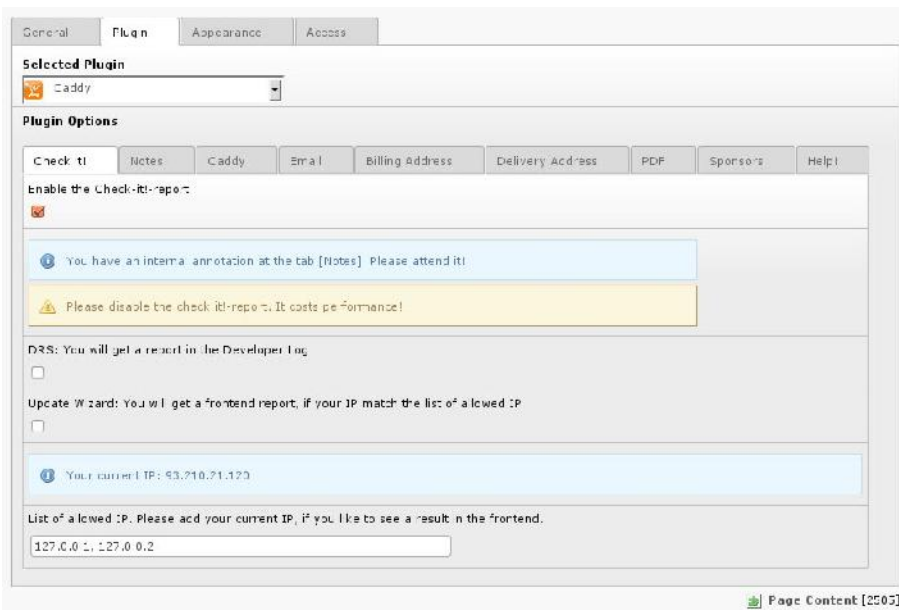 General Plugin Appearance Access
Selected Plugin
Caddy
Plugin Options
Check it! Notes Caddy Email Billing Address Delivery Address PDF Sponsors Help!
Enable the Check-it!-report
You have an internal annotation at the tab [Notes]. Please attend it!
Please disable the check it!-report. It costs performance!
DRS: You will get a report in the Developer Log
Update Wizard: You will get a frontend report, if your IP match the list of allowed IP
Your current IP: 93.210.21.120
List of allowed IP. Please add your current IP, if you like to see a result in the frontend.
127.0.0.1, 127.0.0.2
Page Content [2505]